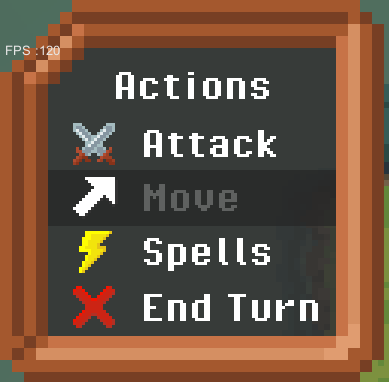 FPS :120
Actions
Attack
Move
Spells
End Turn